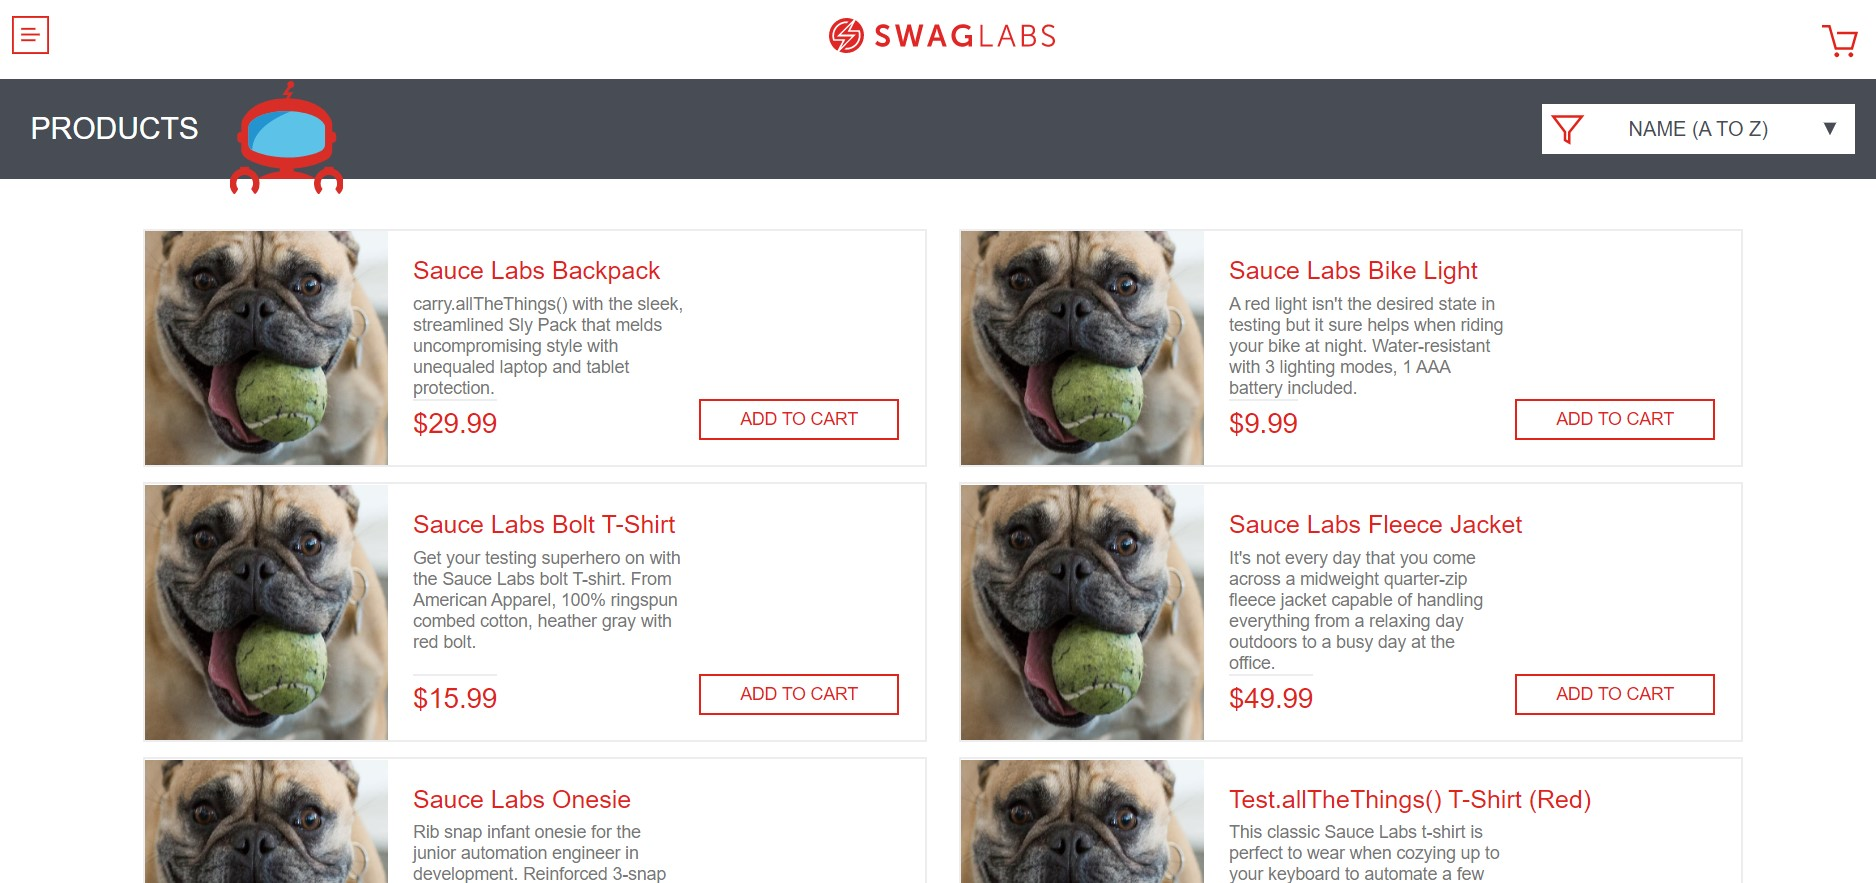 SWAGLABS
PRODUCTS
NAME (A TO Z) ▼
Sauce Labs Backpack
carry.allTheThings() with the sleek,
streamlined Sly Pack that melds
uncompromising style with
unequaled laptop and tablet
protection.
$29.99
ADD TO CART
Sauce Labs Bike Light
A red light isn't the desired state in
testing but it sure helps when riding
your bike at night. Water-resistant
with 3 lighting modes, 1 AAA
battery included.
$9.99
ADD TO CART
Sauce Labs Bolt T-Shirt
Get your testing superhero on with
the Sauce Labs bolt T-shirt. From
American Apparel, 100% ringspun
combed cotton, heather gray with
red bolt.
$15.99
ADD TO CART
Sauce Labs Fleece Jacket
It's not every day that you come
across a midweight quarter-zip
fleece jacket capable of handling
everything from a relaxing day
outdoors to a busy day at the
office.
$49.99
ADD TO CART
Sauce Labs Onesie
Rib snap infant onesie for the
junior automation engineer in
development. Reinforced 3-snap
Test.allTheThings() T-Shirt (Red)
This classic Sauce Labs t-shirt is
perfect to wear when cozying up to
your keyboard to automate a few